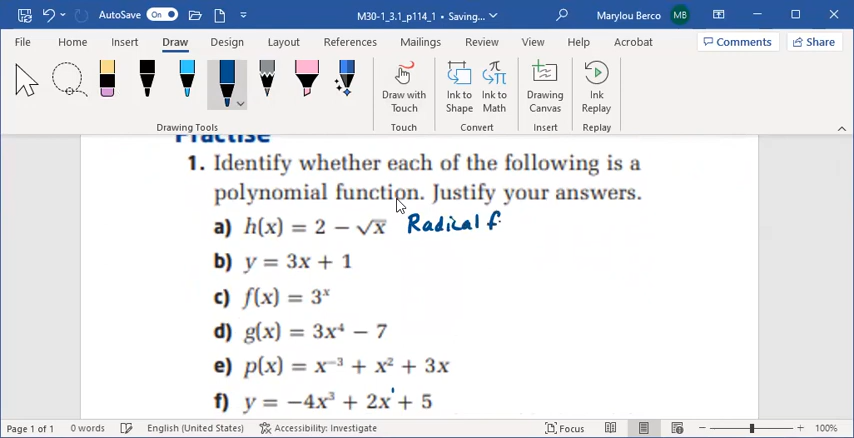 AutoSave On M30-1_3.1_p114_1 • Saving... Marylou Berco MB
File Home Insert Draw Design Layout References Mailings Review View Help Acrobat Comments Share
Draw with Touch Ink to Shape Ink to Math Drawing Canvas Ink Replay
Drawing Tools Touch Convert Insert Replay
Practise
1. Identify whether each of the following is a
polynomial function. Justify your answers.
a) h(x) = 2 − √x Radical f
b) y = 3x + 1
c) f(x) = 3ˣ
d) g(x) = 3x⁴ − 7
e) p(x) = x⁻³ + x² + 3x
f) y = −4x³ + 2x' + 5
Page 1 of 1 0 words English (United States) Accessibility: Investigate Focus 100%